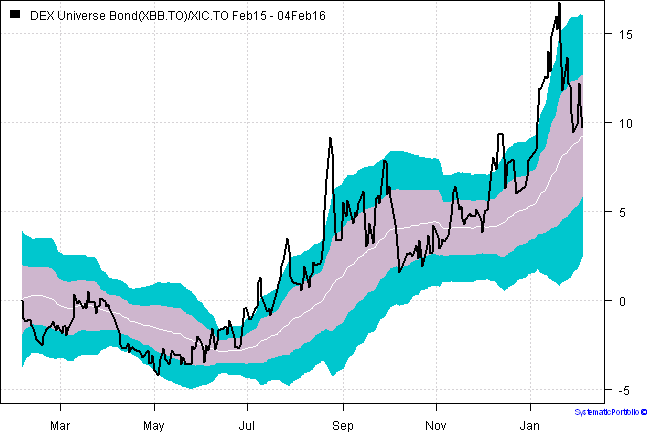 DEX Universe Bond(XBB.TO)/XIC.TO Feb15 - 04Feb16
15
10
5
0
-5
Mar May Jul Sep Nov Jan
SystematicPortfolio ©